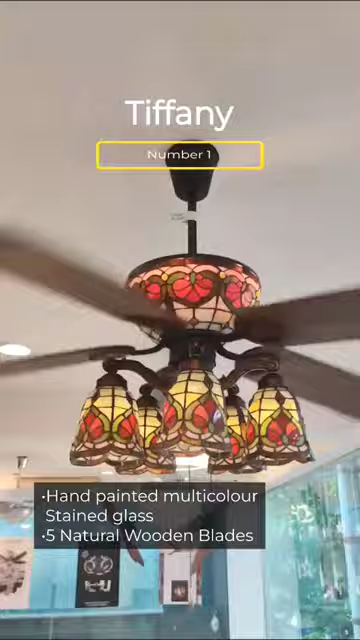 Tiffany
Number 1
•Hand painted multicolour
Stained glass
•5 Natural Wooden Blades